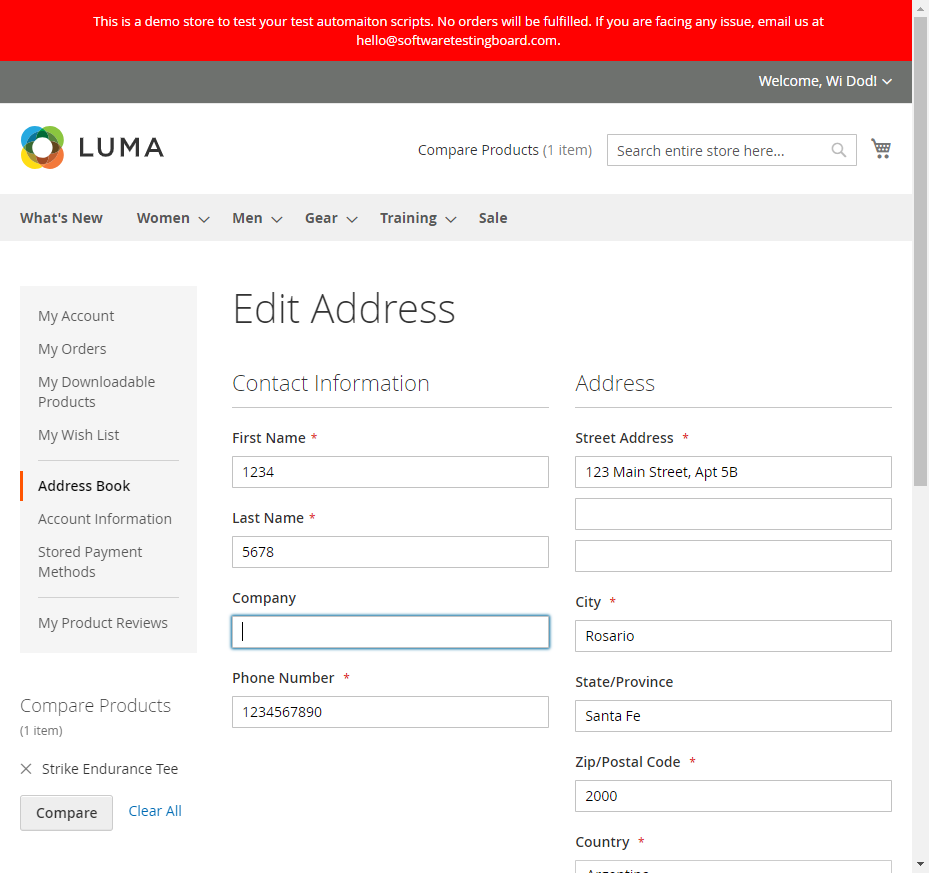 This is a demo store to test your test automaiton scripts. No orders will be fulfilled. If you are facing any issue, email us at
hello@softwaretestingboard.com.
Welcome, Wi Dod!
LUMA
Compare Products (1 item)
Search entire store here...
What's New
Women
Men
Gear
Training
Sale
My Account
My Orders
My Downloadable
Products
My Wish List
Address Book
Account Information
Stored Payment
Methods
My Product Reviews
Compare Products
(1 item)
Strike Endurance Tee
Compare
Clear All
Edit Address
Contact Information
First Name *
1234
Last Name *
5678
Company
Phone Number *
1234567890
Address
Street Address *
123 Main Street, Apt 5B
City *
Rosario
State/Province
Santa Fe
Zip/Postal Code *
2000
Country *